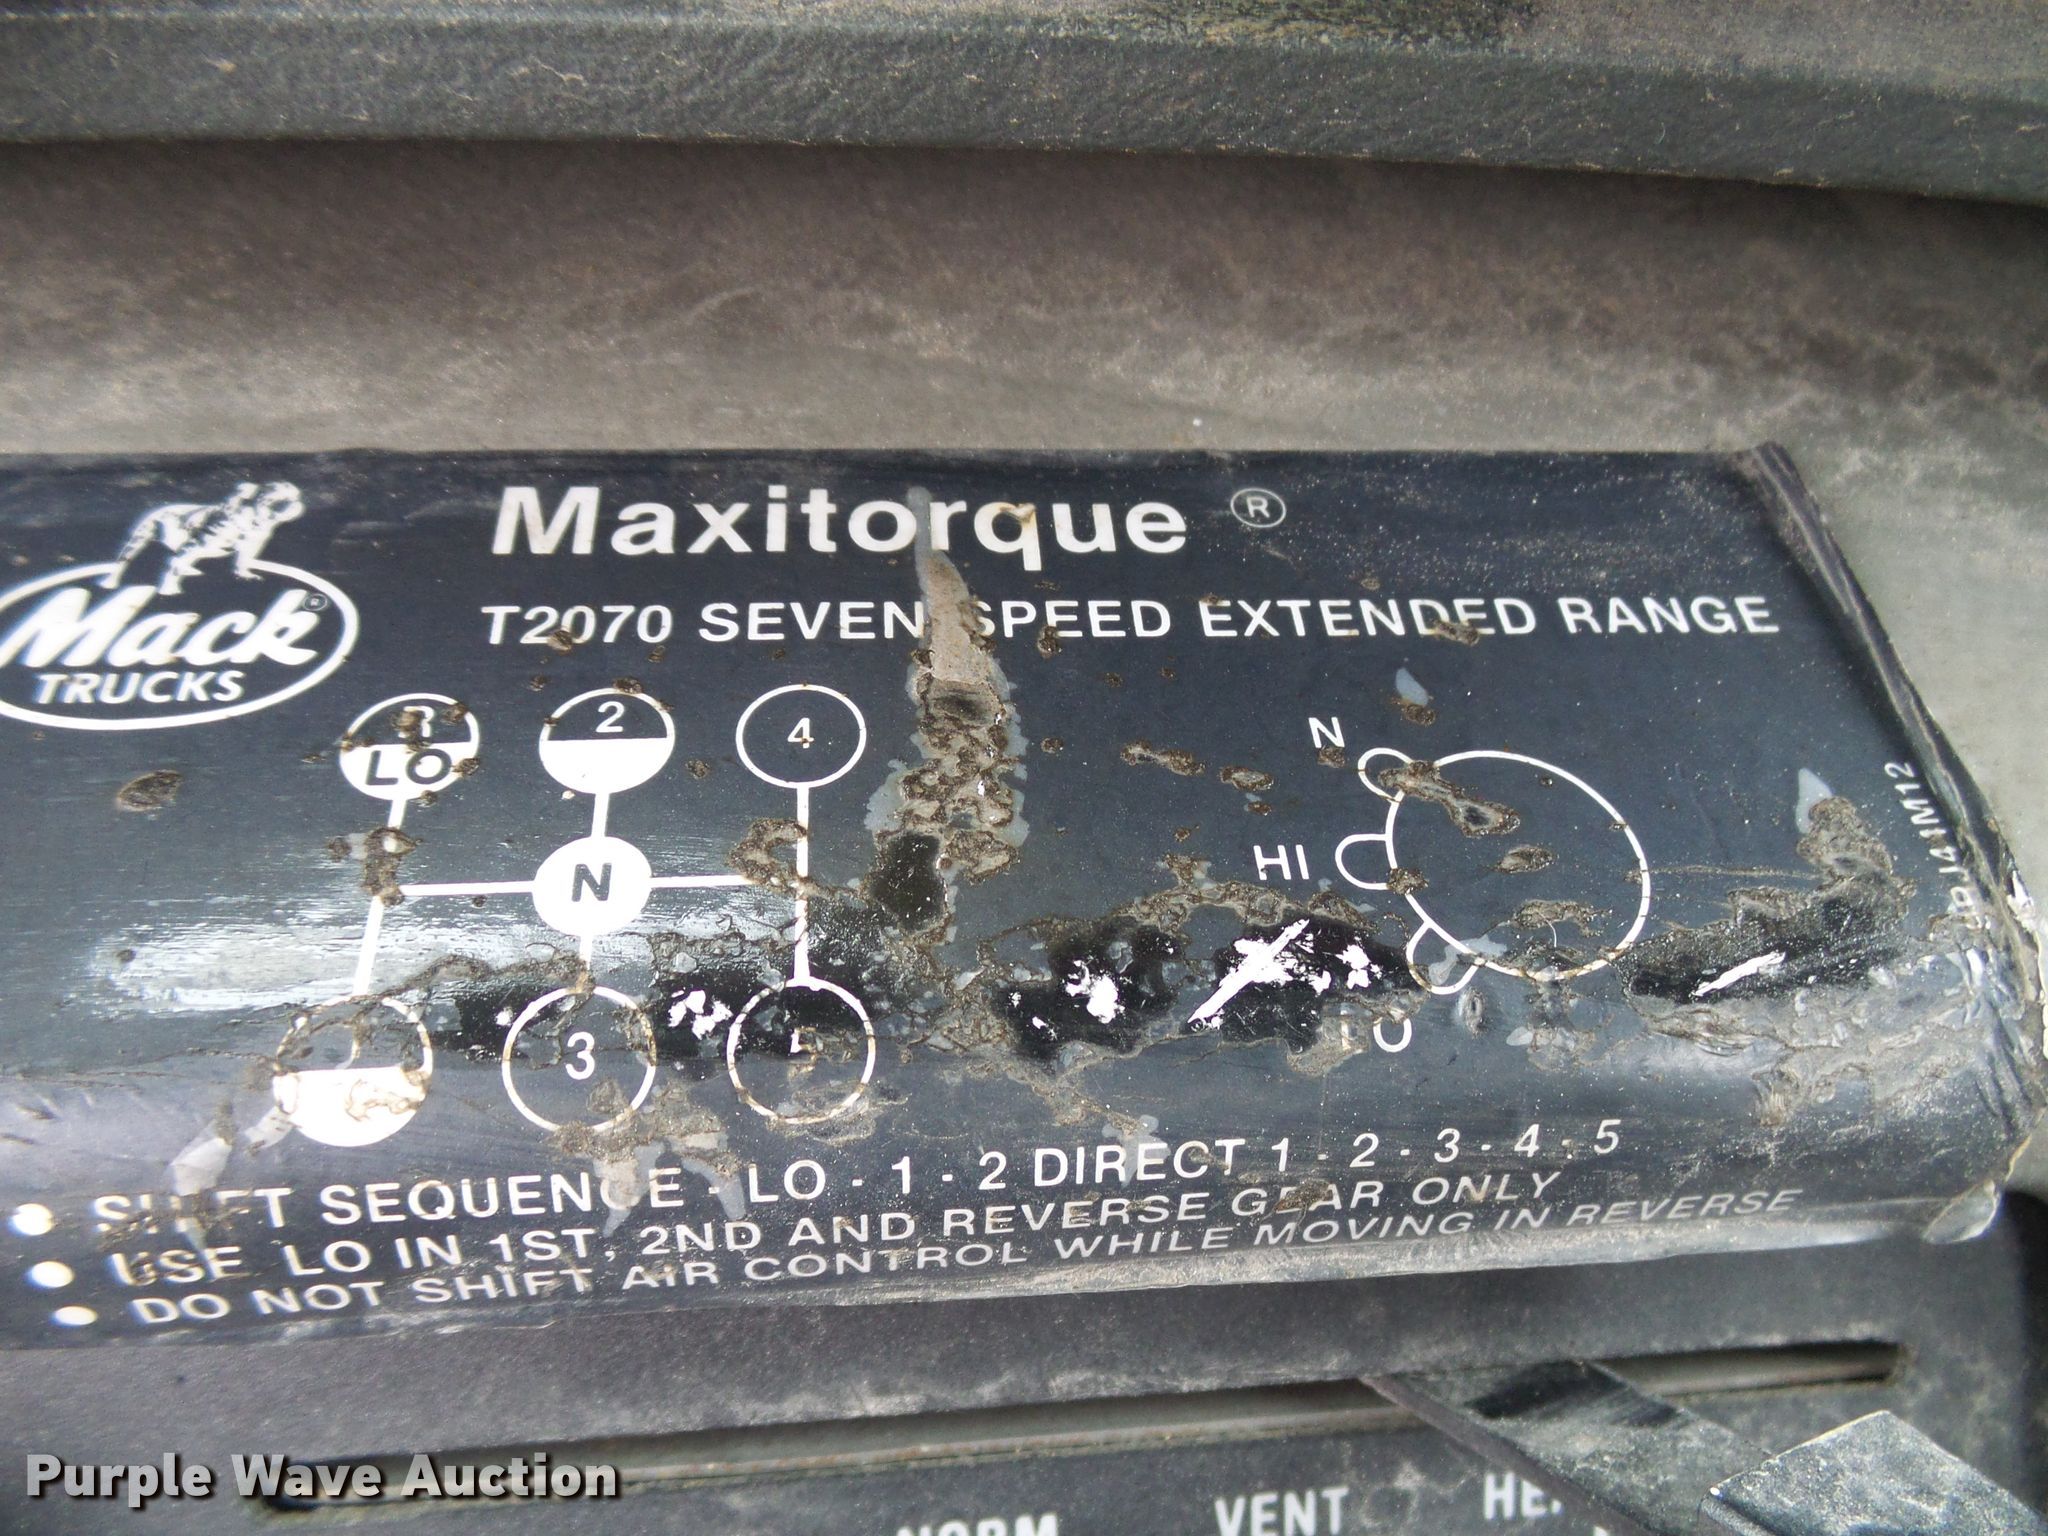 Maxitorque ®
Mack ®
TRUCKS
T2070 SEVEN SPEED EXTENDED RANGE
R 2 4
LO
N
N
HI
3
LO
• SHIFT SEQUENCE - LO - 1 - 2 DIRECT 1 - 2 - 3 - 4 - 5
• USE LO IN 1ST, 2ND AND REVERSE GEAR ONLY
• DO NOT SHIFT AIR CONTROL WHILE MOVING IN REVERSE
NORM VENT
Purple Wave Auction